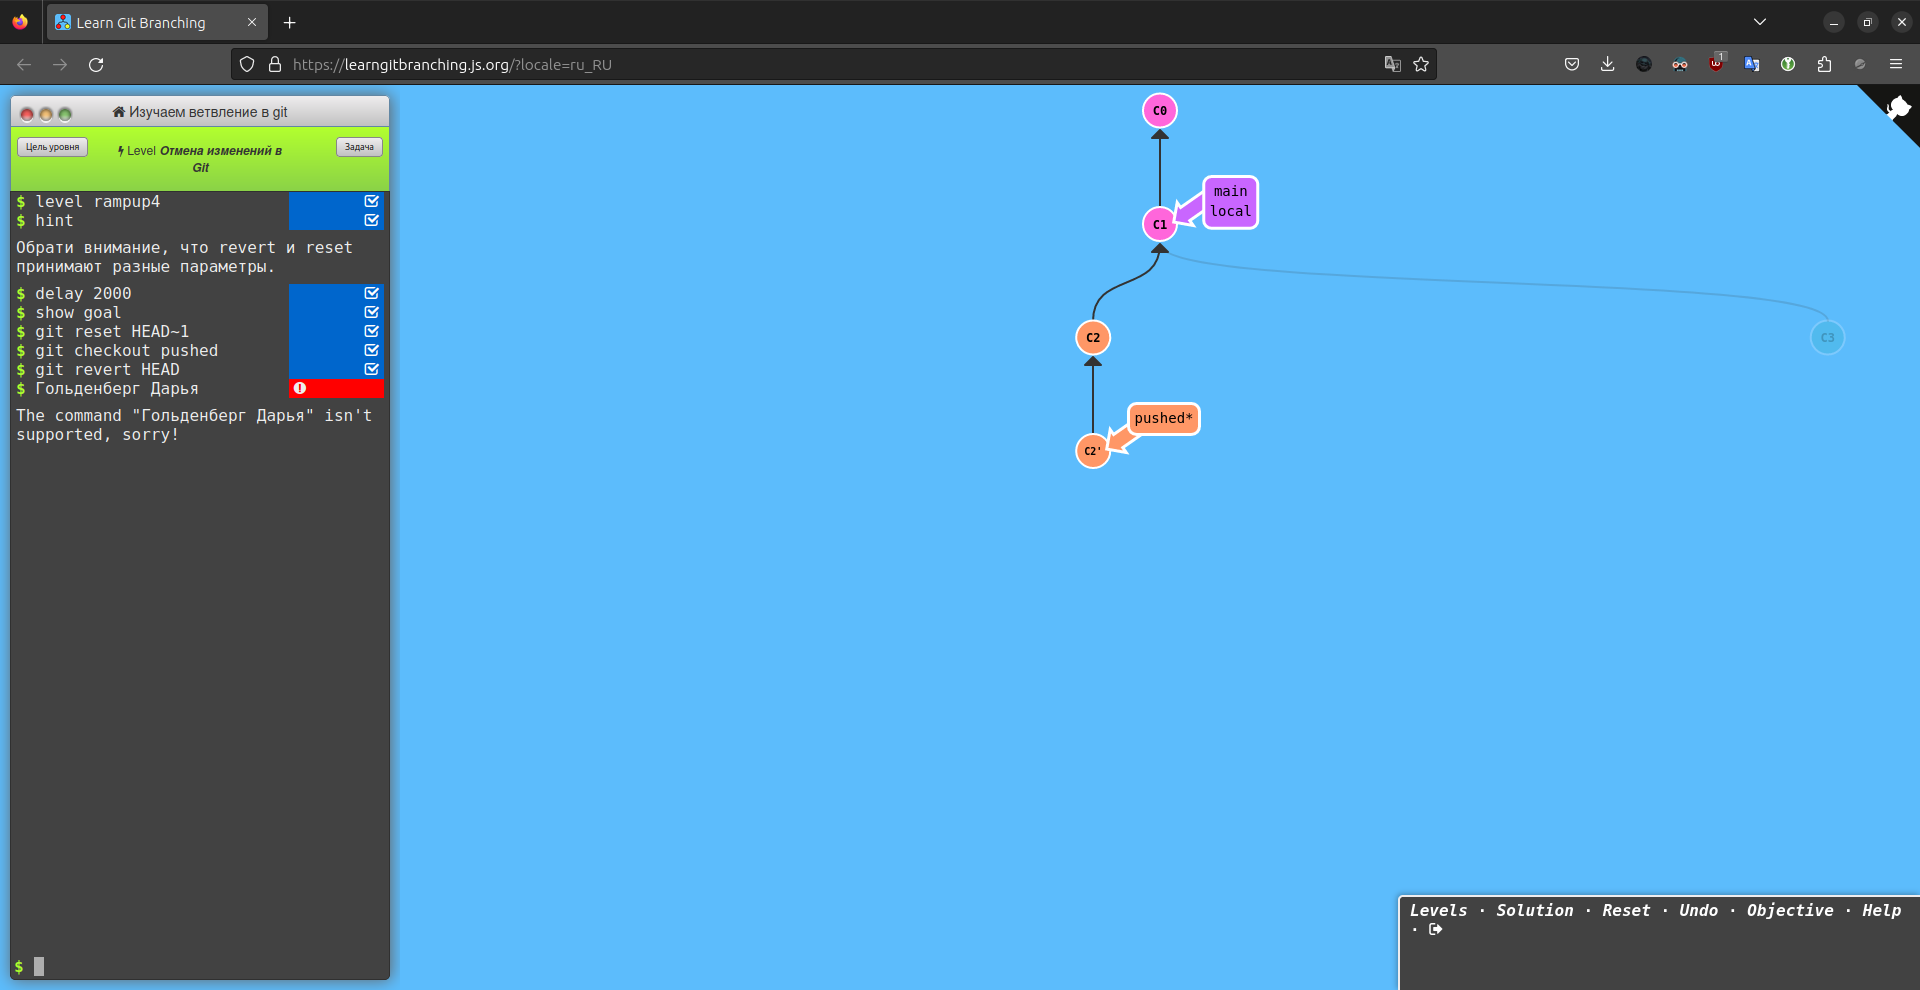 Learn Git Branching
https://learngitbranching.js.org/?locale=ru_RU
1
Изучаем ветвление в git
Цель уровня
Level Отмена изменений в
Git
Задача
$ level rampup4
$ hint
Обрати внимание, что revert и reset
принимают разные параметры.
$ delay 2000
$ show goal
$ git reset HEAD~1
$ git checkout pushed
$ git revert HEAD
$ Гольденберг Дарья
The command "Гольденберг Дарья" isn't
supported, sorry!
$
C0
main
local
C1
C2
C3
pushed*
C2'
Levels · Solution · Reset · Undo · Objective · Help
·